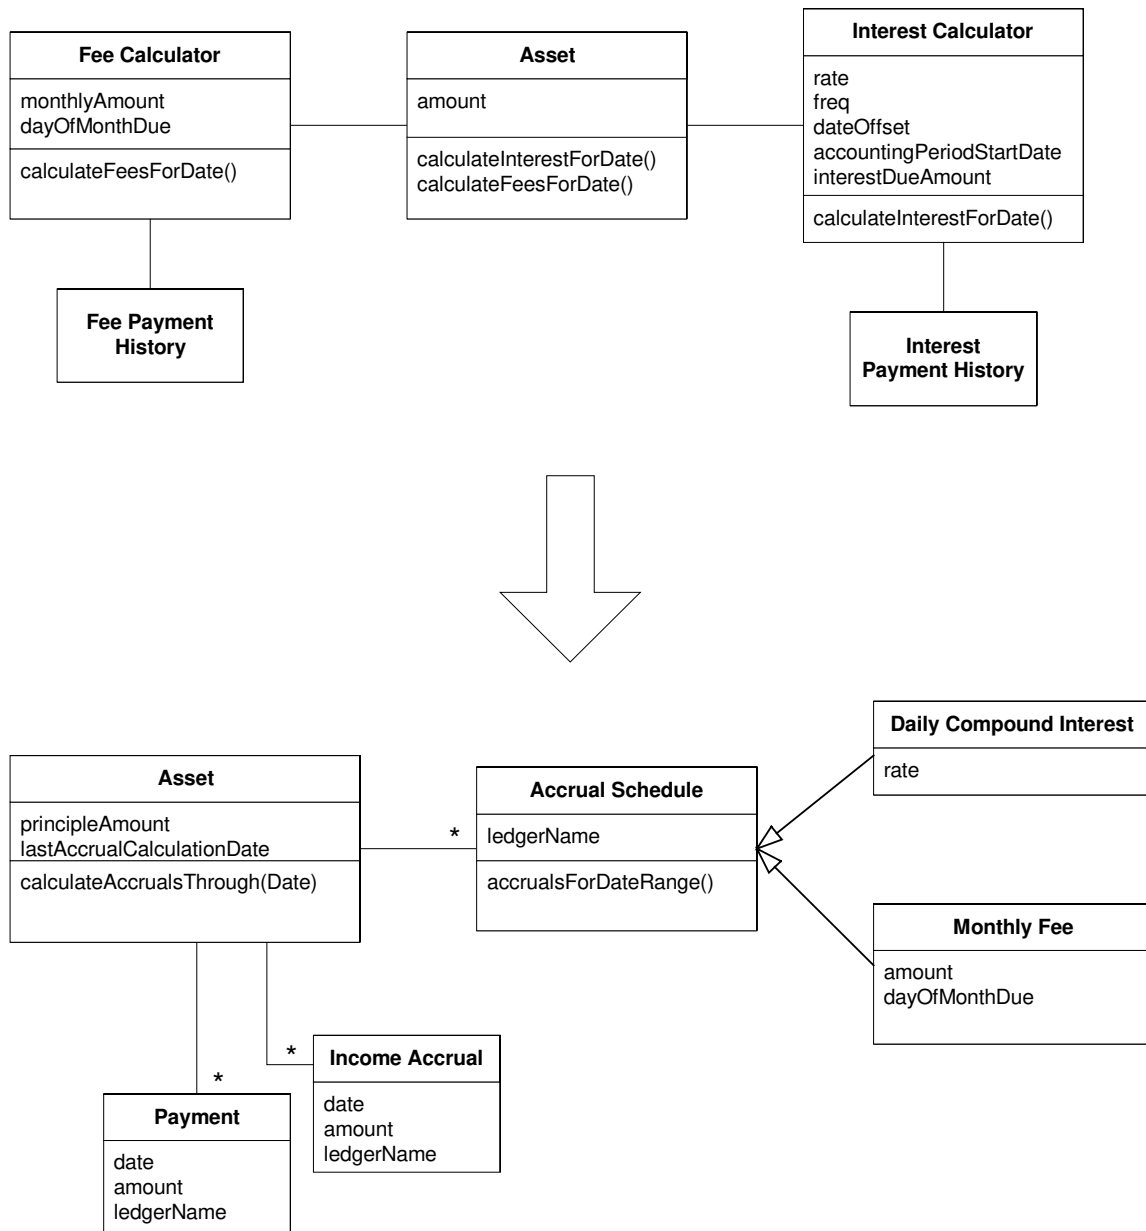 Fee Calculator
monthlyAmount
dayOfMonthDue
calculateFeesForDate()
Asset
amount
calculateInterestForDate()
calculateFeesForDate()
Interest Calculator
rate
freq
dateOffset
accountingPeriodStartDate
interestDueAmount
calculateInterestForDate()
Fee Payment
History
Interest
Payment History
Asset
principleAmount
lastAccrualCalculationDate
calculateAccrualsThrough(Date)
*
Accrual Schedule
ledgerName
accrualsForDateRange()
Daily Compound Interest
rate
Monthly Fee
amount
dayOfMonthDue
*
Income Accrual
date
amount
ledgerName
*
Payment
date
amount
ledgerName